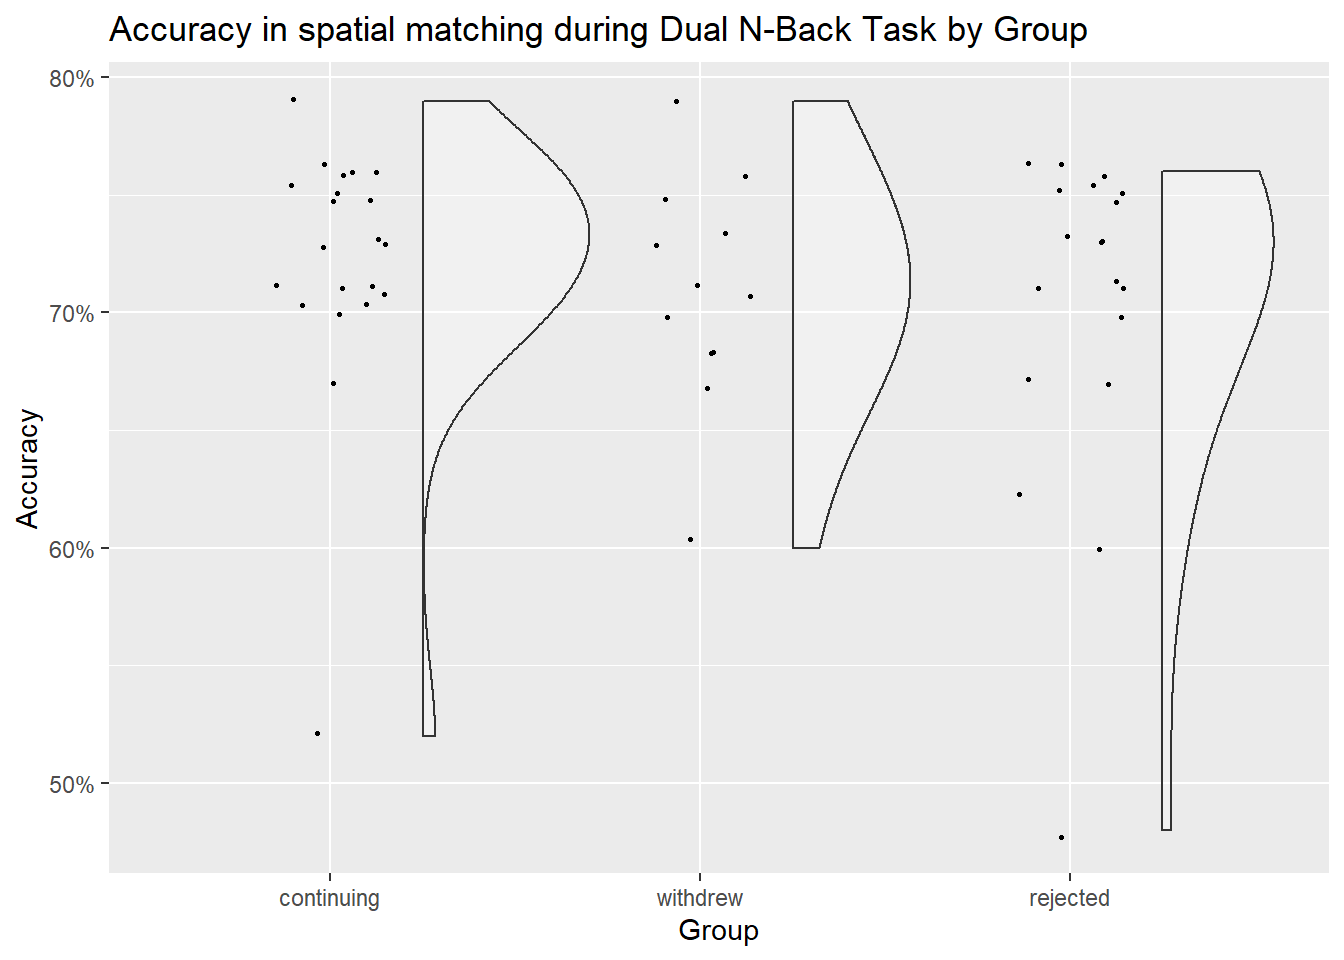 Accuracy in spatial matching during Dual N-Back Task by Group
80%
70%
60%
50%
Accuracy
continuing withdrew rejected
Group